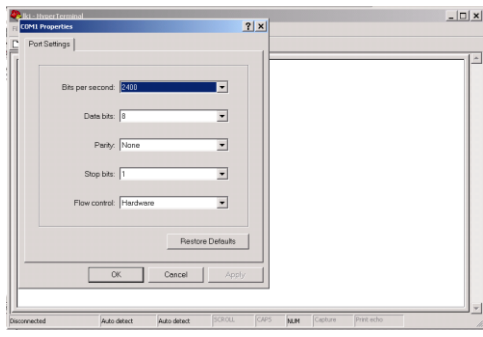 HyperTerminal
COM1 Properties
? ×
Port Settings
Bits per second: 2400
Data bits: 8
Parity: None
Stop bits: 1
Flow control: Hardware
Restore Defaults
OK Cancel Apply
Disconnected Auto detect Auto detect SCROLL CAPS NUM Capture Print echo